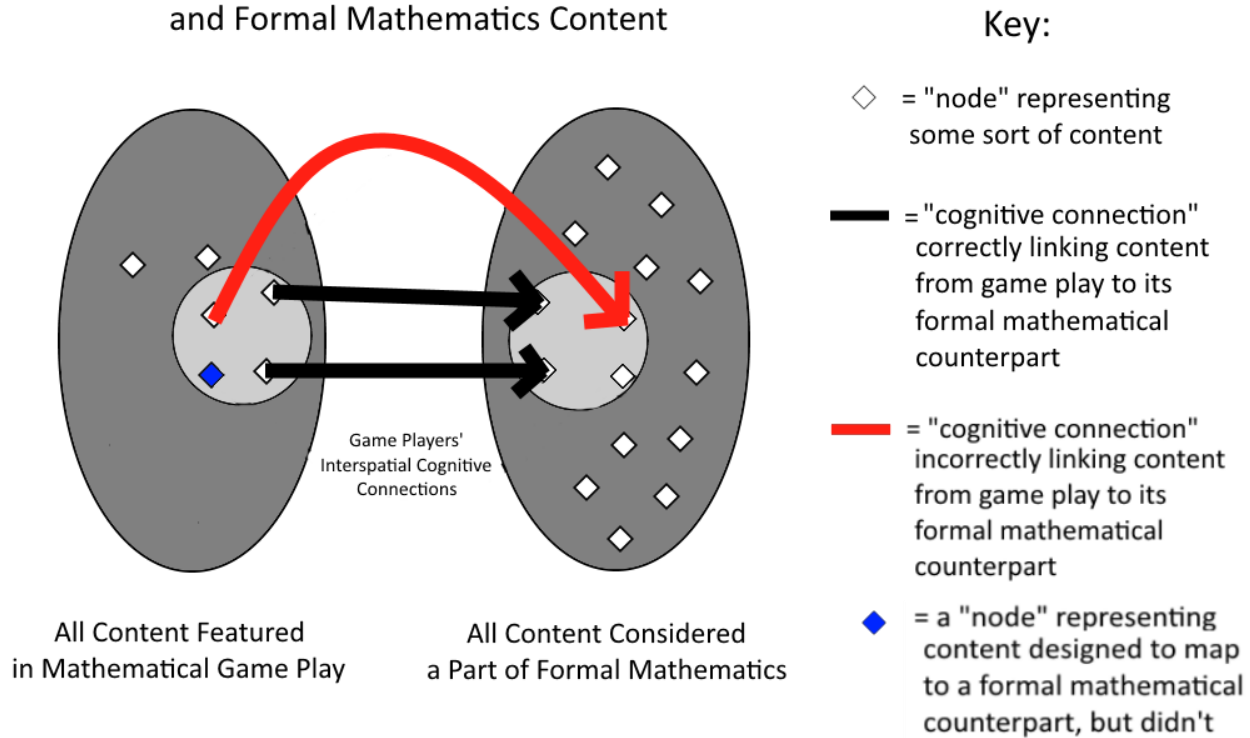 and Formal Mathematics Content
Key:
= "node" representing
some sort of content
= "cognitive connection"
correctly linking content
from game play to its
formal mathematical
counterpart
= "cognitive connection"
incorrectly linking content
from game play to its
formal mathematical
counterpart
= a "node" representing
content designed to map
to a formal mathematical
counterpart, but didn't
Game Players'
Interspatial Cognitive
Connections
All Content Featured
in Mathematical Game Play
All Content Considered
a Part of Formal Mathematics